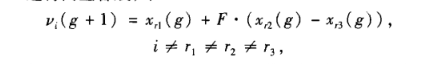 ν_i(g + 1) = x_{r1}(g) + F · (x_{r2}(g) − x_{r3}(g)),
i ≠ r_1 ≠ r_2 ≠ r_3,